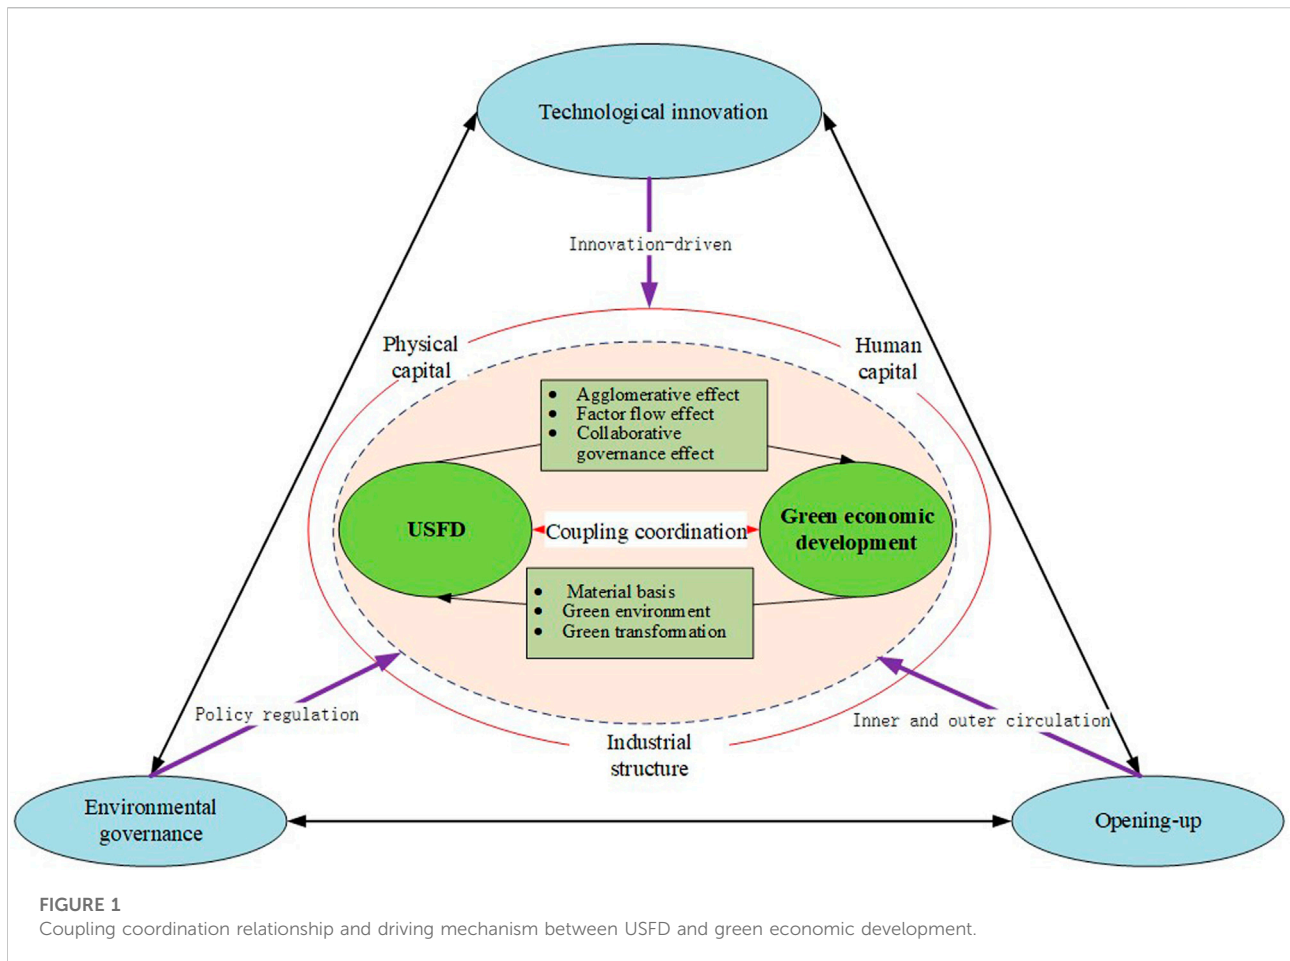 Technological innovation
Innovation-driven
Physical
capital
Human
capital
• Agglomerative effect
• Factor flow effect
• Collaborative
governance effect
USFD
Coupling coordination
Green economic
development
• Material basis
• Green environment
• Green transformation
Policy regulation
Inner and outer circulation
Industrial
structure
Environmental
governance
Opening-up
FIGURE 1
Coupling coordination relationship and driving mechanism between USFD and green economic development.